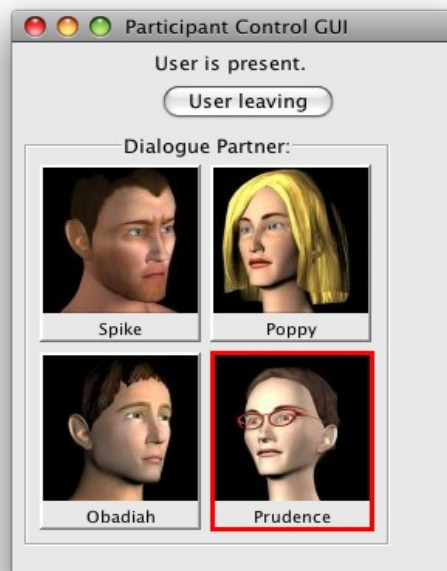 Participant Control GUI
User is present.
User leaving
Dialogue Partner:
Spike
Poppy
Obadiah
Prudence